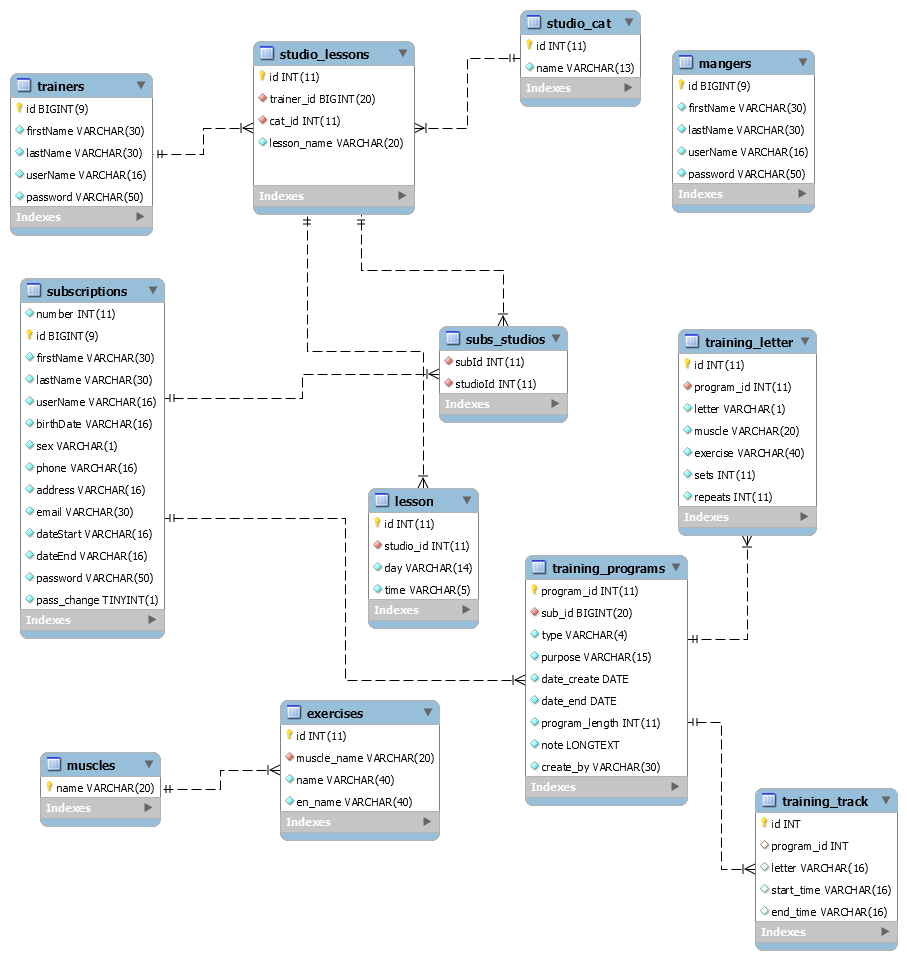 studio_cat
id INT(11)
name VARCHAR(13)
Indexes
studio_lessons
id INT(11)
trainer_id BIGINT(20)
cat_id INT(11)
lesson_name VARCHAR(20)
Indexes
mangers
id BIGINT(9)
firstName VARCHAR(30)
lastName VARCHAR(30)
userName VARCHAR(16)
password VARCHAR(50)
Indexes
trainers
id BIGINT(9)
firstName VARCHAR(30)
lastName VARCHAR(30)
userName VARCHAR(16)
password VARCHAR(50)
Indexes
subscriptions
number INT(11)
id BIGINT(9)
firstName VARCHAR(30)
lastName VARCHAR(30)
userName VARCHAR(16)
birthDate VARCHAR(16)
sex VARCHAR(1)
phone VARCHAR(16)
address VARCHAR(16)
email VARCHAR(30)
dateStart VARCHAR(16)
dateEnd VARCHAR(16)
password VARCHAR(50)
pass_change TINYINT(1)
Indexes
subs_studios
subId INT(11)
studioId INT(11)
Indexes
training_letter
id INT(11)
program_id INT(11)
letter VARCHAR(1)
muscle VARCHAR(20)
exercise VARCHAR(40)
sets INT(11)
repeats INT(11)
Indexes
lesson
id INT(11)
studio_id INT(11)
day VARCHAR(14)
time VARCHAR(5)
Indexes
training_programs
program_id INT(11)
sub_id BIGINT(20)
type VARCHAR(4)
purpose VARCHAR(15)
date_create DATE
date_end DATE
program_length INT(11)
note LONGTEXT
create_by VARCHAR(30)
Indexes
exercises
id INT(11)
muscle_name VARCHAR(20)
name VARCHAR(40)
en_name VARCHAR(40)
Indexes
muscles
name VARCHAR(20)
Indexes
training_track
id INT
program_id INT
letter VARCHAR(16)
start_time VARCHAR(16)
end_time VARCHAR(16)
Indexes